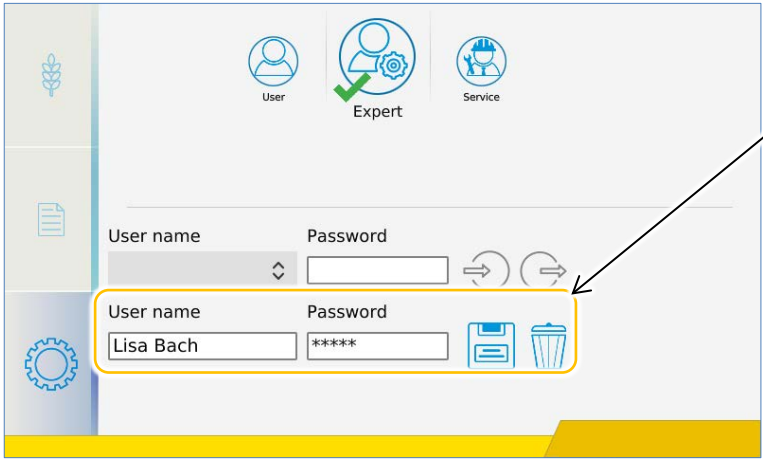 User
Expert
Service
User name Password
User name Password
Lisa Bach *****